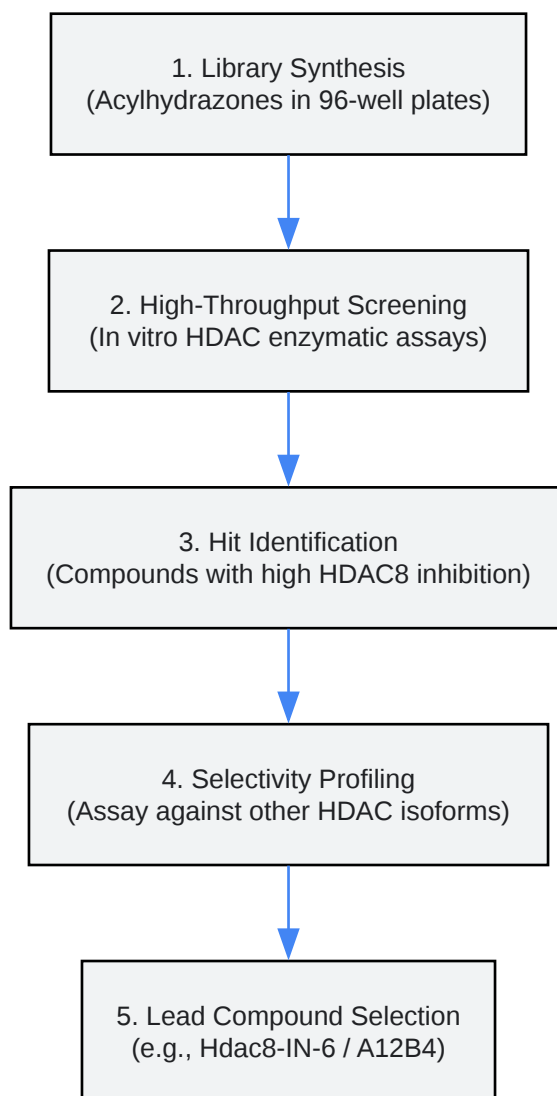 1. Library Synthesis
(Acylhydrazones in 96-well plates)
2. High-Throughput Screening
(In vitro HDAC enzymatic assays)
3. Hit Identification
(Compounds with high HDAC8 inhibition)
4. Selectivity Profiling
(Assay against other HDAC isoforms)
5. Lead Compound Selection
(e.g., Hdac8-IN-6 / A12B4)